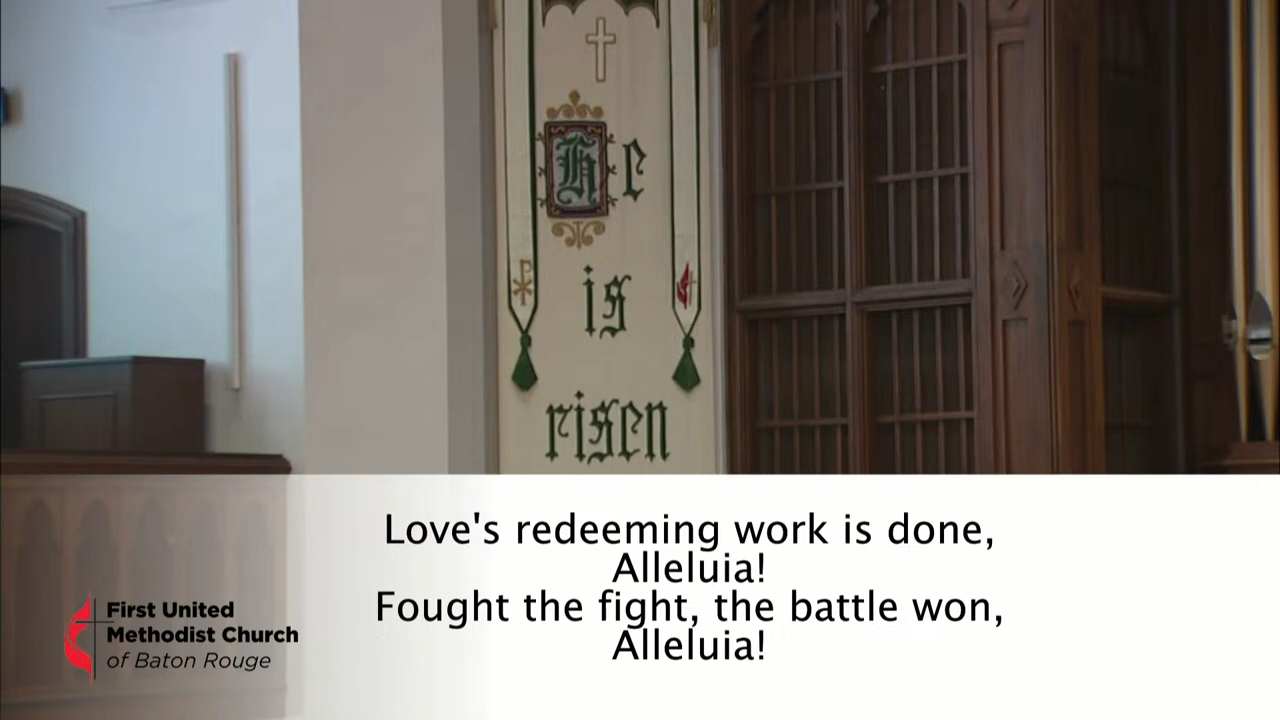 He
is
risen
Love's redeeming work is done,
Alleluia!
Fought the fight, the battle won,
Alleluia!
First United
Methodist Church
of Baton Rouge